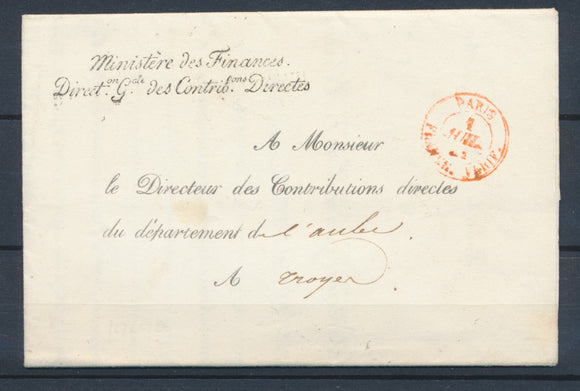 Ministère des Finances.
Direct.on G.ale des Contrib.ons Directes
PARIS
1
A Monsieur
le Directeur des Contributions directes
du département de l'aube
A Troyes